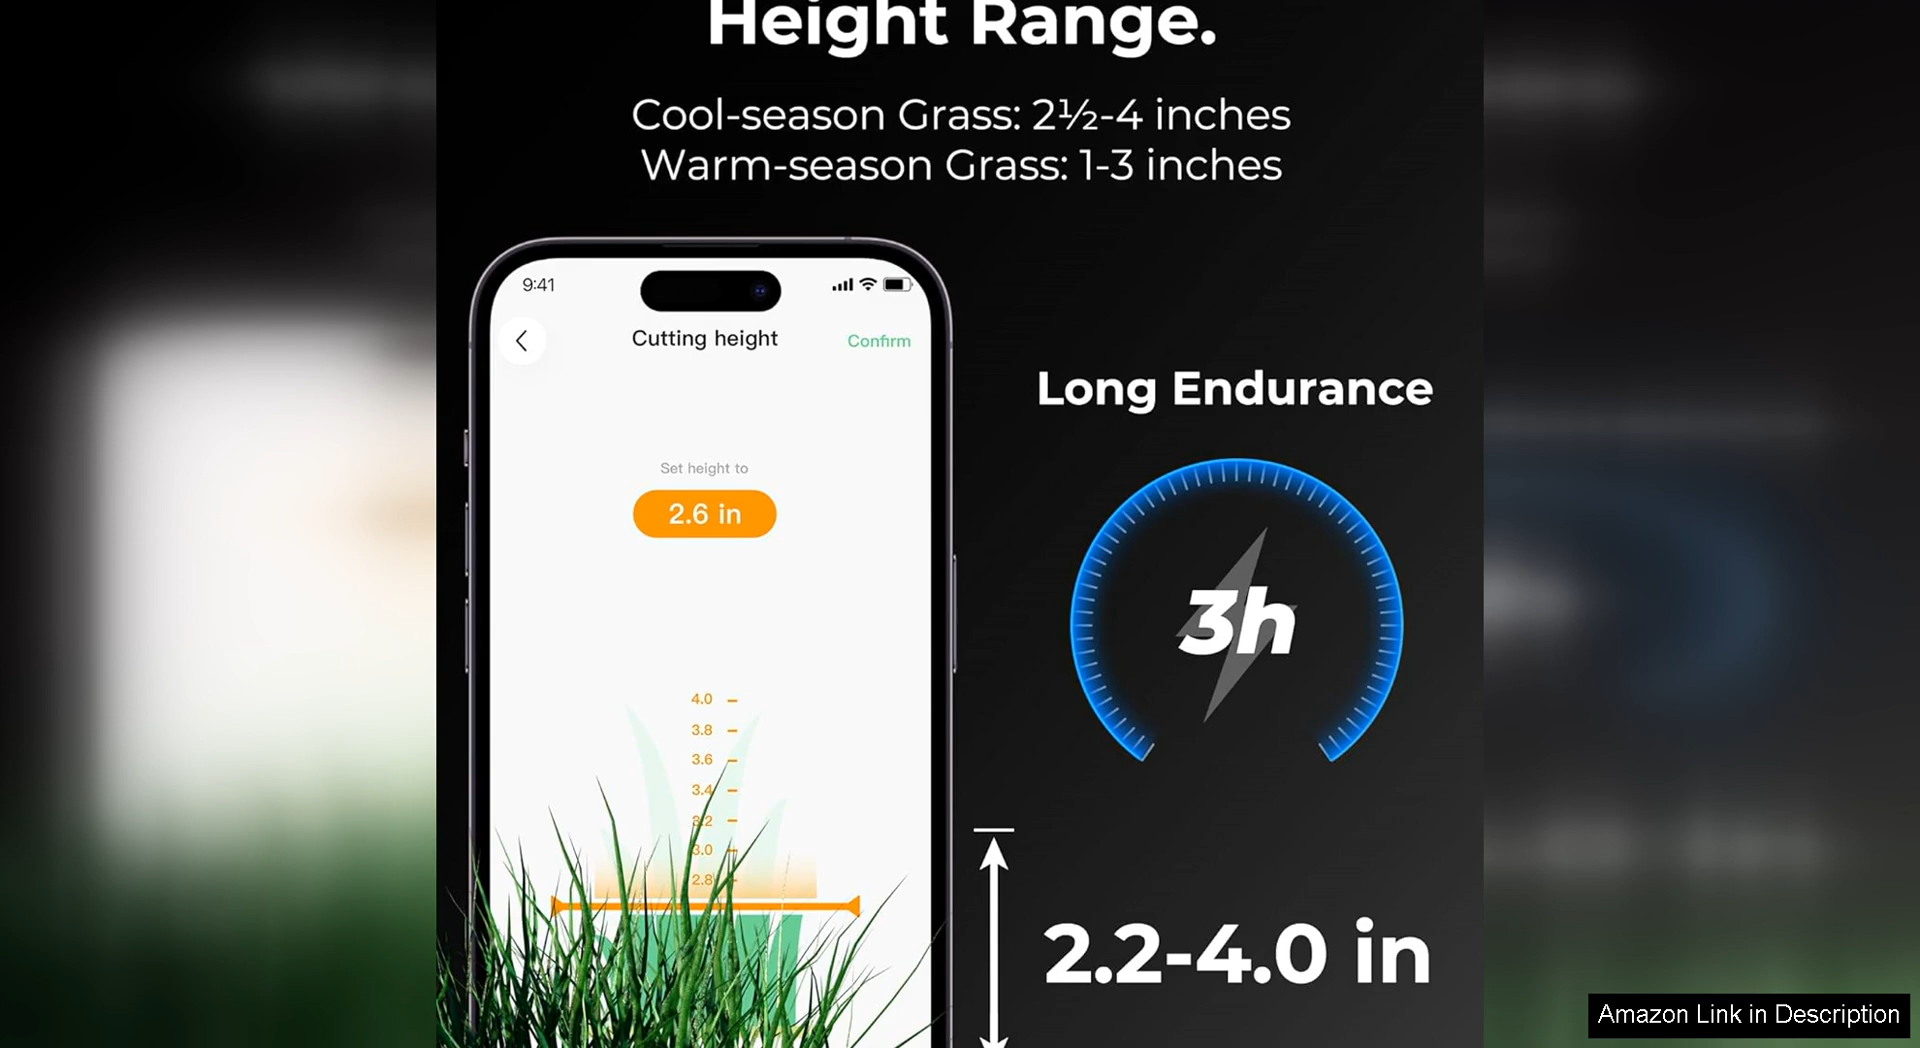 Height Range.
Cool-season Grass: 2½-4 inches
Warm-season Grass: 1-3 inches
9:41
Cutting height
Confirm
Long Endurance
Set height to
2.6 in
3h
4.0
3.8
3.6
3.4
3.2
3.0
2.8
2.2-4.0 in
Amazon Link in Description